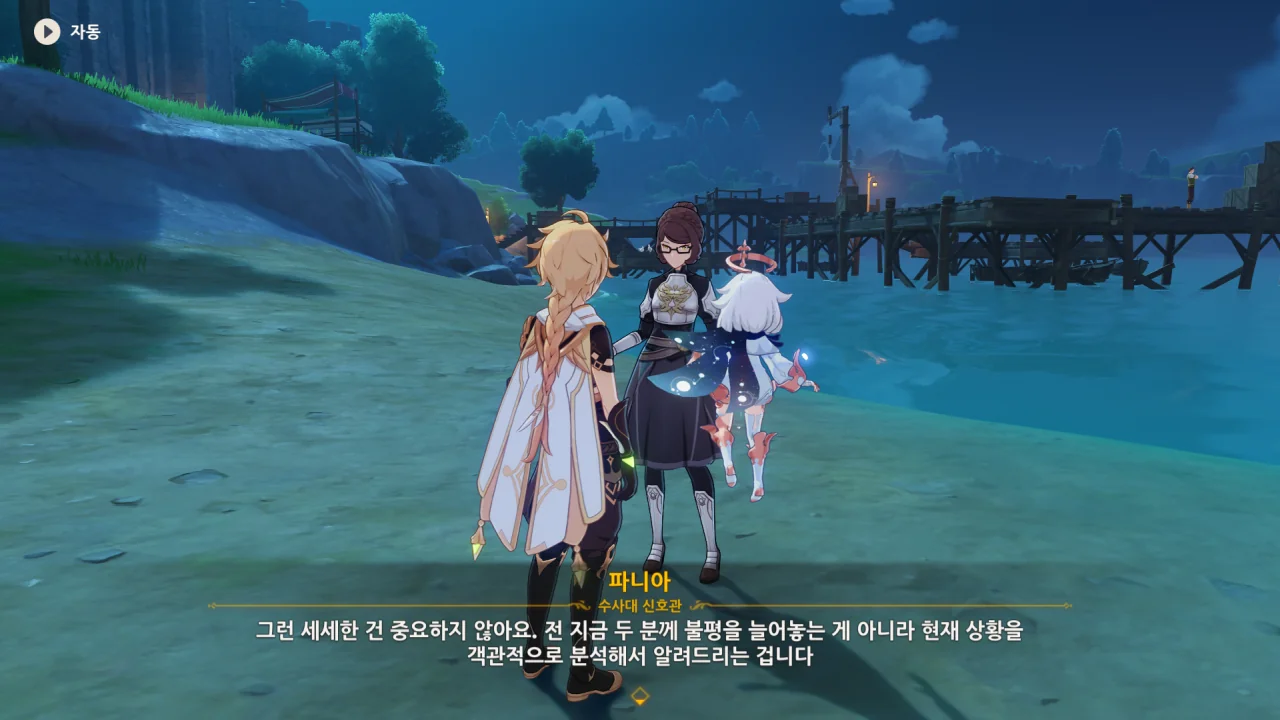 자동
파니아
수사대 신호관
그런 세세한 건 중요하지 않아요. 전 지금 두 분께 불평을 늘어놓는 게 아니라 현재 상황을
객관적으로 분석해서 알려드리는 겁니다